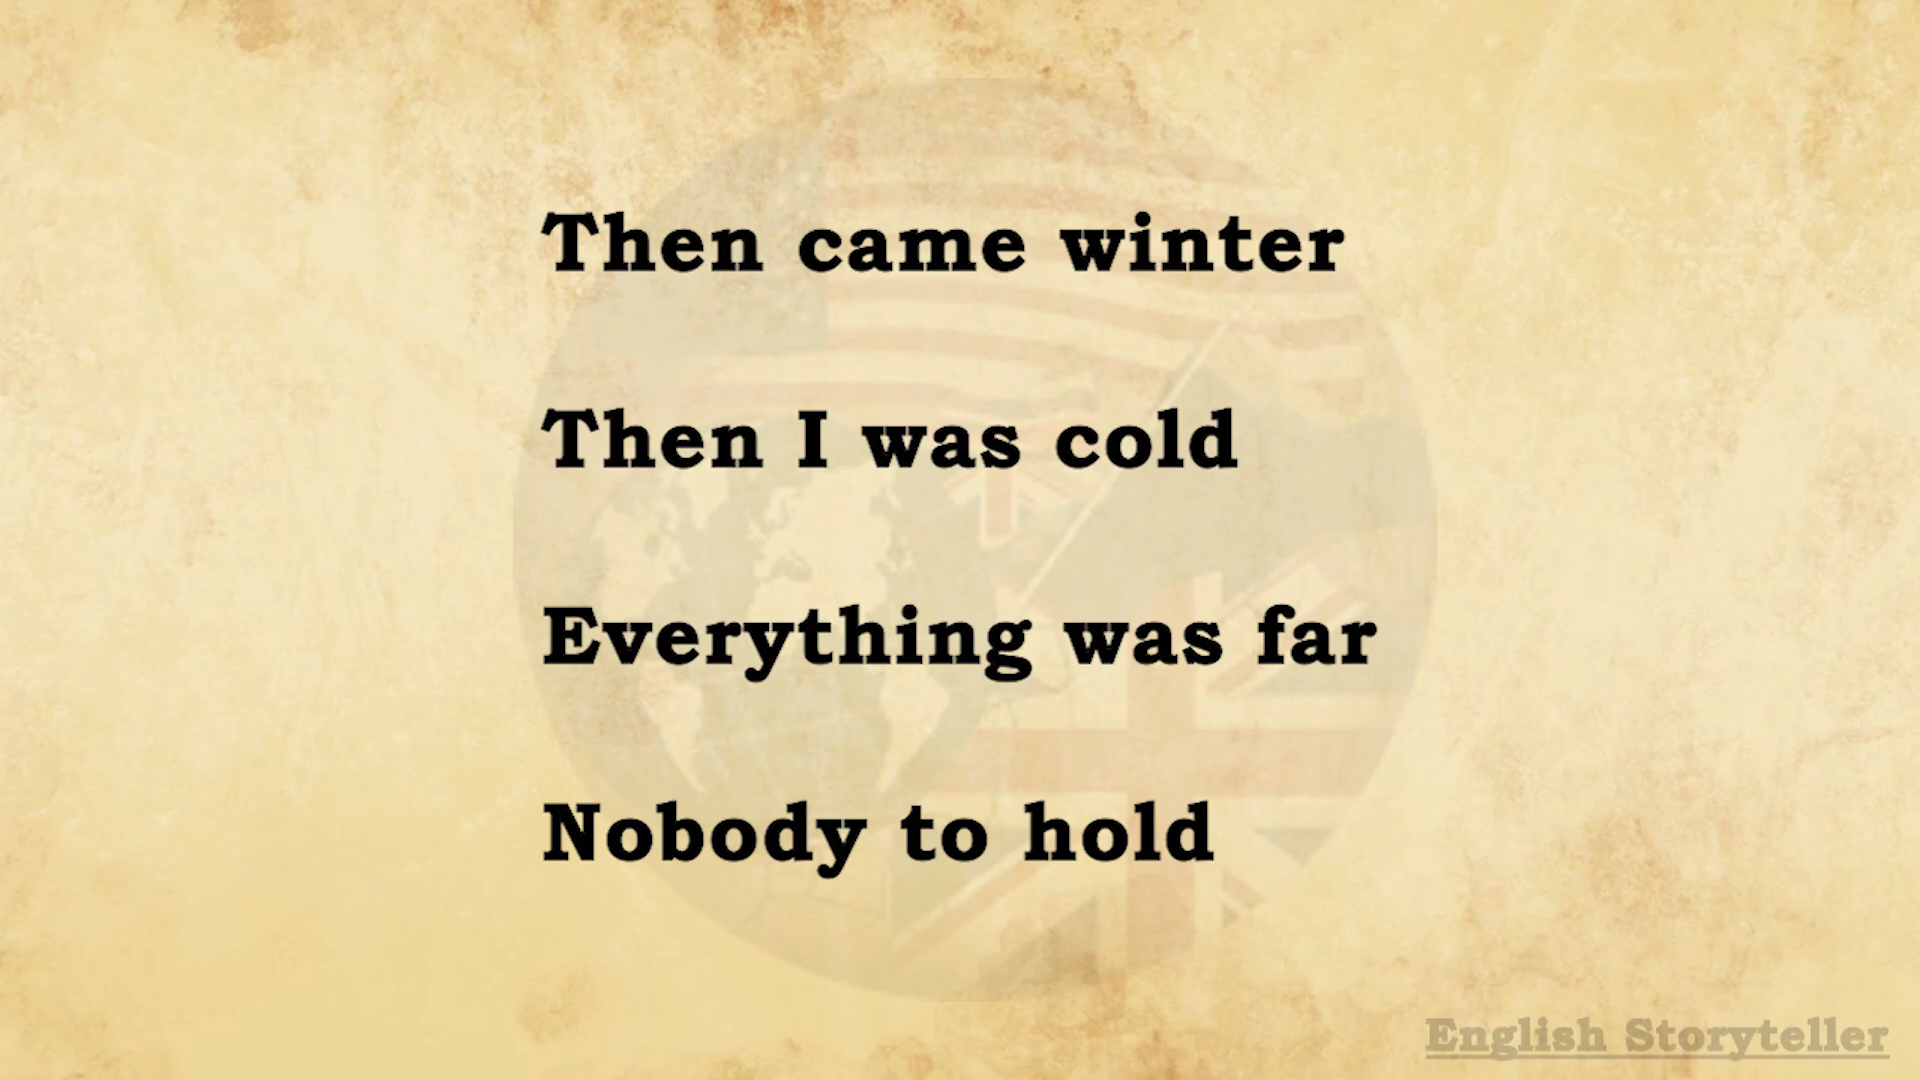 Then came winter
Then I was cold
Everything was far
Nobody to hold
English Storyteller